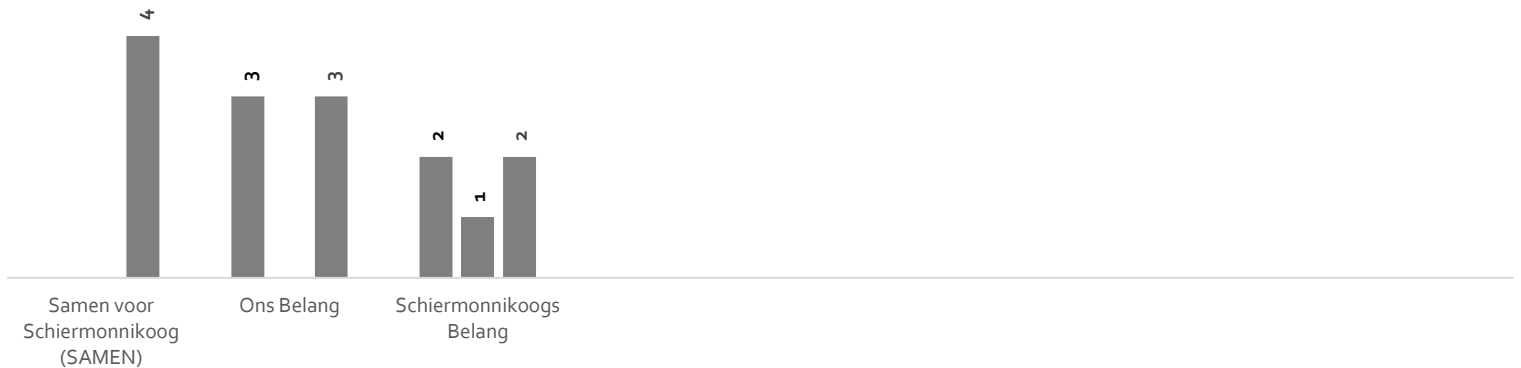 4
3
3
2
1
2
Samen voor
Schiermonnikoog
(SAMEN)
Ons Belang
Schiermonnikoogs
Belang